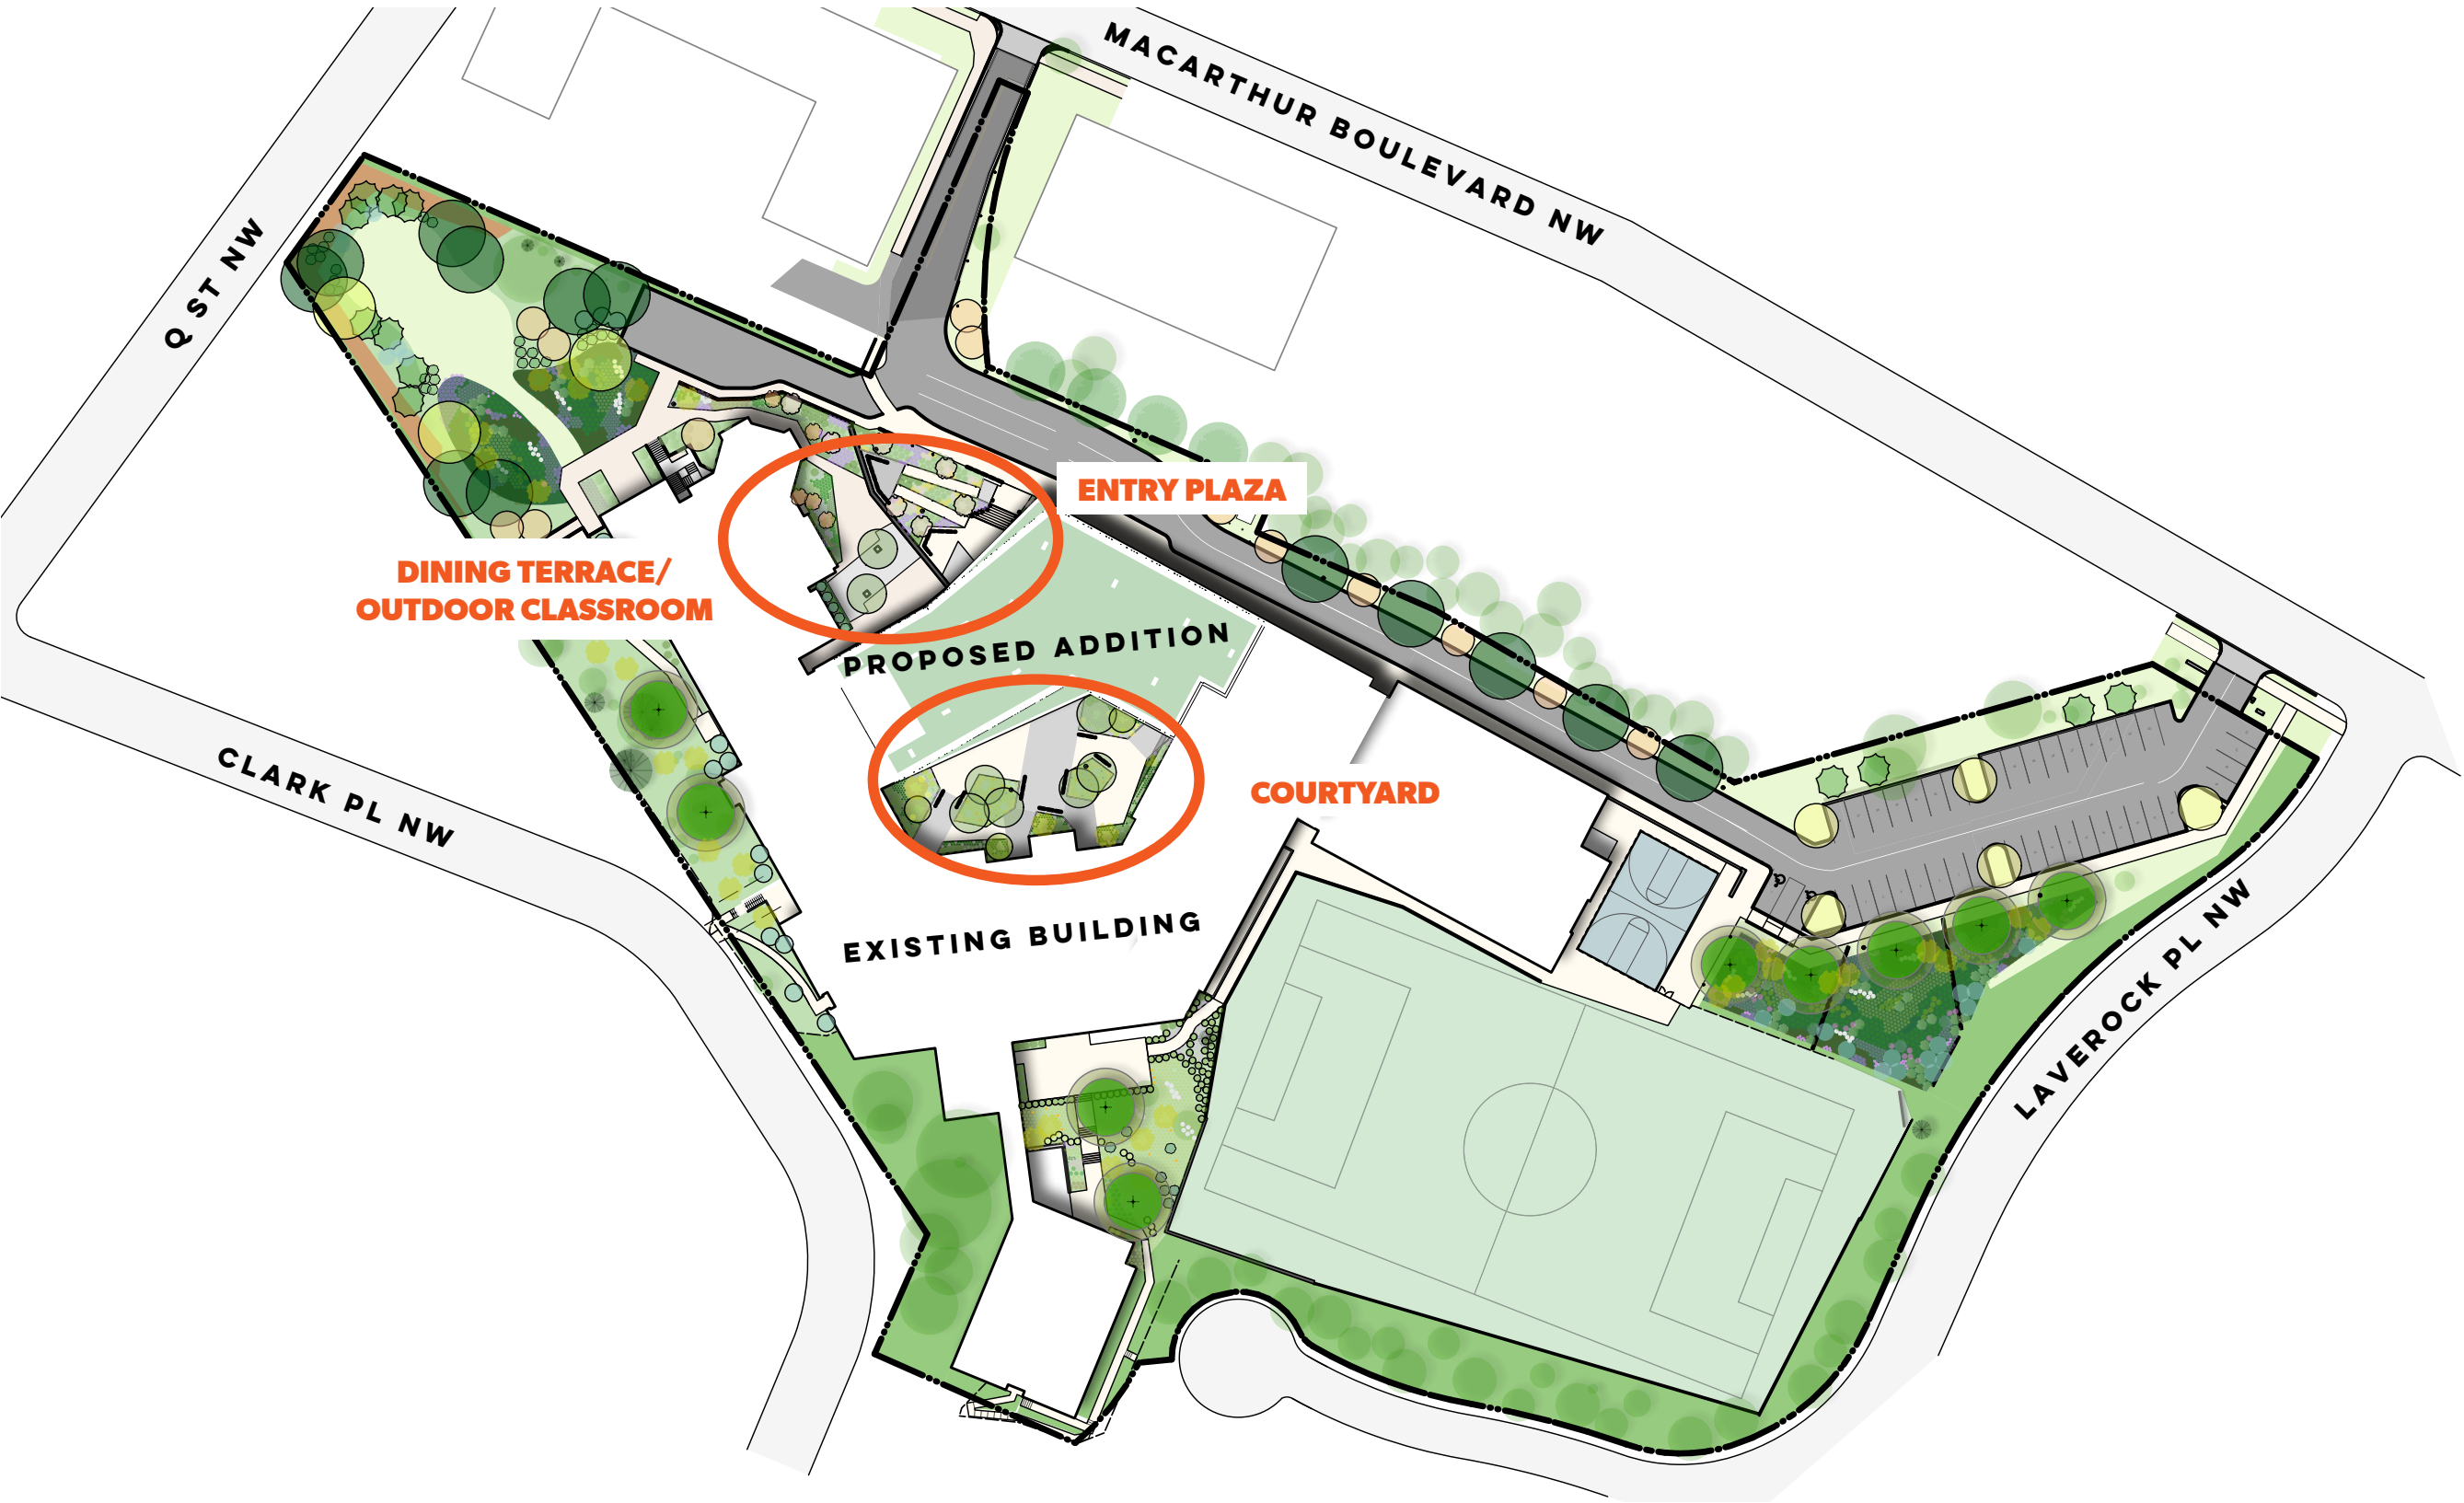 MACARTHUR BOULEVARD NW
Q ST NW
ENTRY PLAZA
DINING TERRACE/
OUTDOOR CLASSROOM
PROPOSED ADDITION
CLARK PL NW
COURTYARD
EXISTING BUILDING
LAVEROCK PL NW